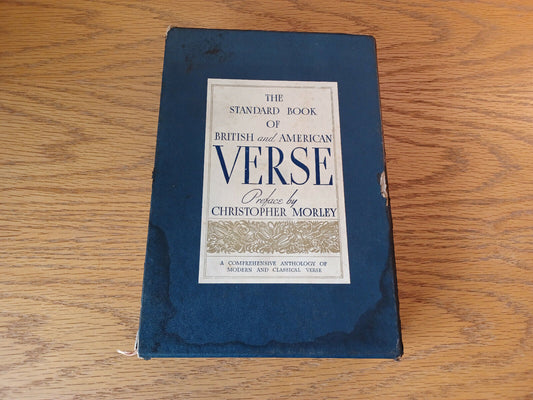 THE
STANDARD BOOK
OF
BRITISH and AMERICAN
VERSE
Preface by
CHRISTOPHER MORLEY
A COMPREHENSIVE ANTHOLOGY OF
MODERN AND CLASSICAL VERSE